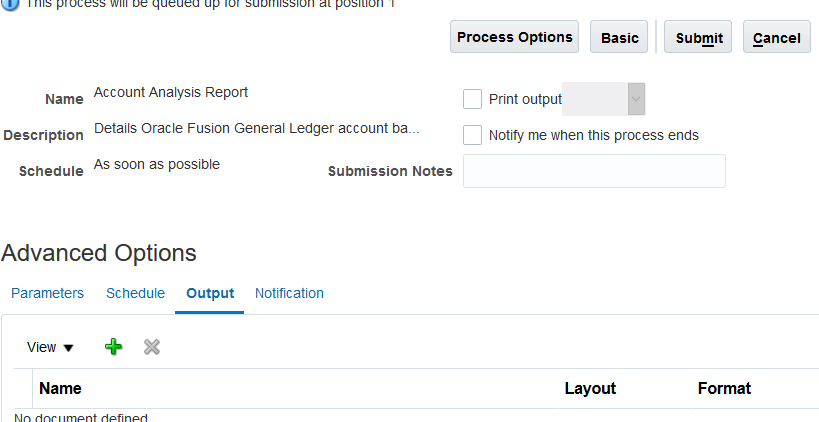 This process will be queued up for submission at position 1
Process Options Basic Submit Cancel
Name Account Analysis Report Print output
Description Details Oracle Fusion General Ledger account ba... Notify me when this process ends
Schedule As soon as possible Submission Notes
Advanced Options
Parameters Schedule Output Notification
View
Name Layout Format
No document defined